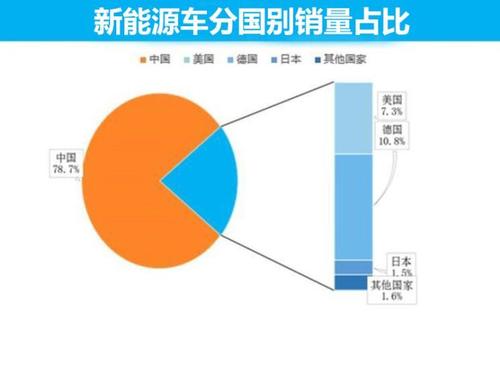 新能源车分国别销量占比
中国 美国 德国 日本 其他国家
美国
7.3%
德国
10.8%
中国
78.7%
日本
1.5%
其他国家
1.6%